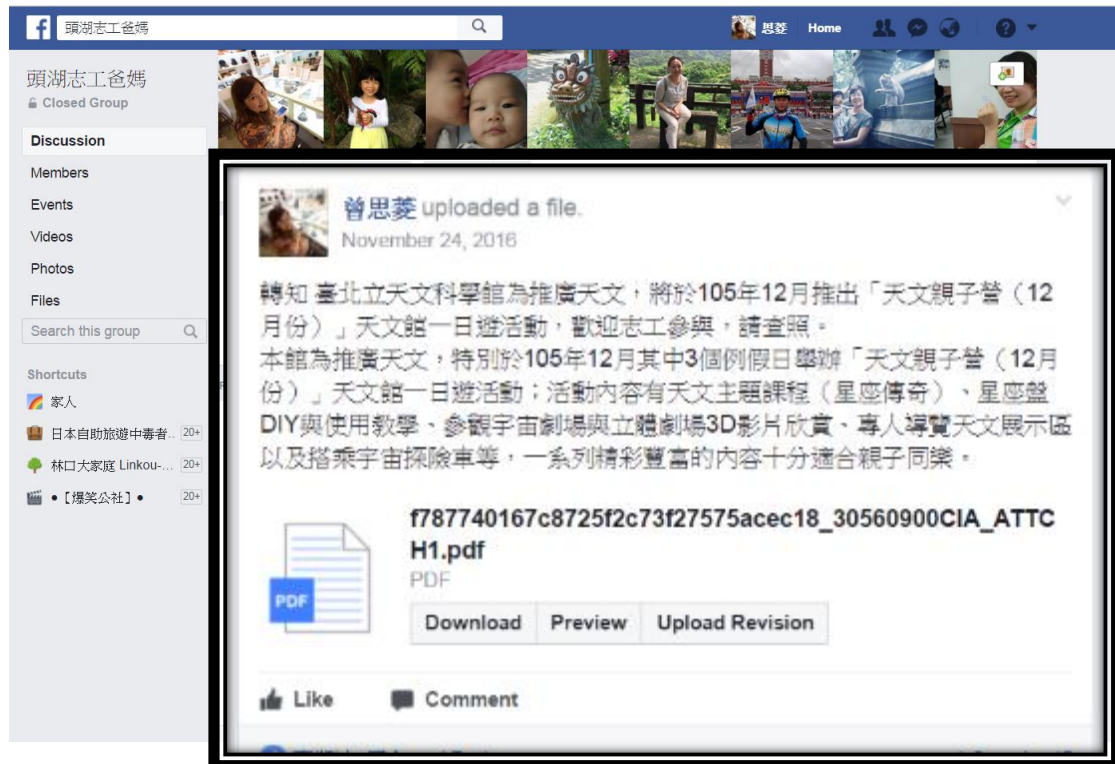 f 頭湖志工爸媽
思菱 Home
頭湖志工爸媽
Closed Group
Discussion
Members
Events
Videos
Photos
Files
Search this group
Shortcuts
家人
日本自助旅遊中毒者.. 20+
林口大家庭 Linkou-... 20+
•【爆笑公社】• 20+
曾思菱 uploaded a file.
November 24, 2016
轉知 臺北立天文科學館為推廣天文，將於105年12月推出「天文親子營（12
月份）」天文館一日遊活動，歡迎志工參與，請查照。
本館為推廣天文，特別於105年12月其中3個例假日舉辦「天文親子營（12月
份）」天文館一日遊活動；活動內容有天文主題課程（星座傳奇）、星座盤
DIY與使用教學、參觀宇宙劇場與立體劇場3D影片欣賞、專人導覽天文展示區
以及搭乘宇宙探險車等，一系列精彩豐富的內容十分適合親子同樂。
f787740167c8725f2c73f27575acec18_30560900CIA_ATTC
H1.pdf
PDF
PDF
Download Preview Upload Revision
Like Comment